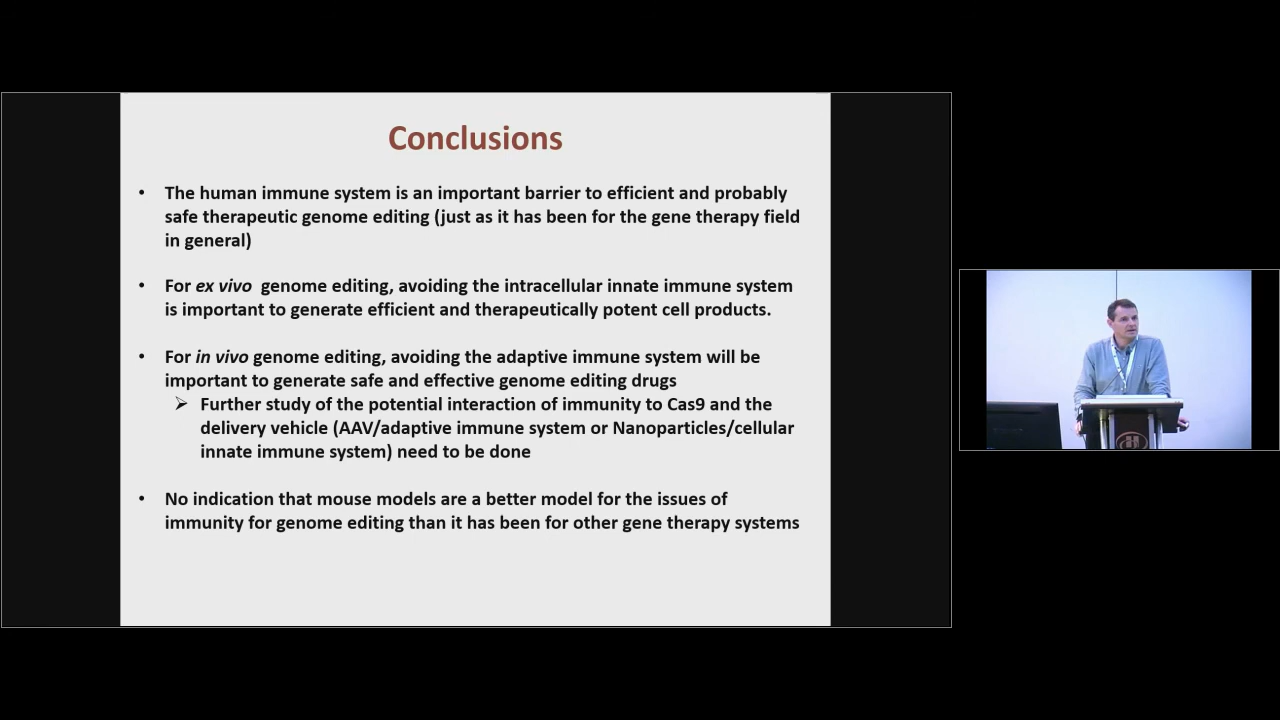 Conclusions
• The human immune system is an important barrier to efficient and probably
safe therapeutic genome editing (just as it has been for the gene therapy field
in general)
• For ex vivo genome editing, avoiding the intracellular innate immune system
is important to generate efficient and therapeutically potent cell products.
• For in vivo genome editing, avoiding the adaptive immune system will be
important to generate safe and effective genome editing drugs
➢ Further study of the potential interaction of immunity to Cas9 and the
delivery vehicle (AAV/adaptive immune system or Nanoparticles/cellular
innate immune system) need to be done
• No indication that mouse models are a better model for the issues of
immunity for genome editing than it has been for other gene therapy systems